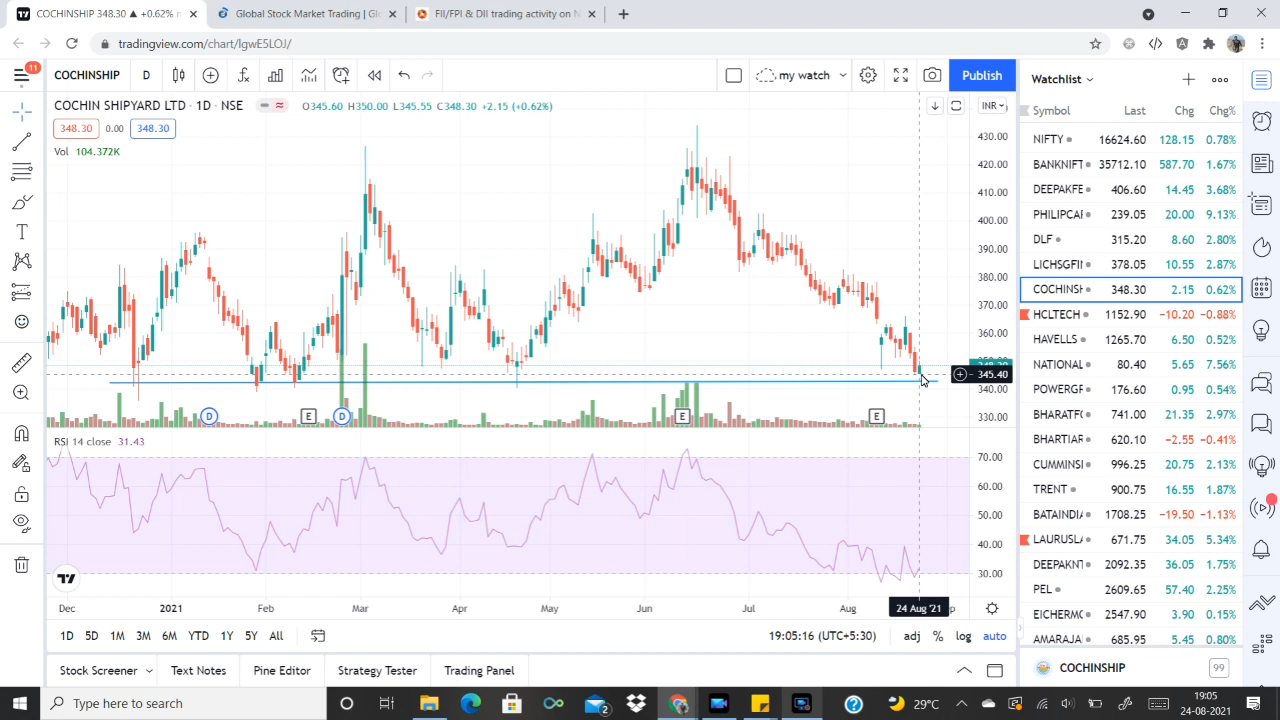 COCHINSHIP 348.30 ▲ +0.62%
Global Stock Market Trading | Glo
FII/FPI & DII trading activity on N
tradingview.com/chart/lgwE5LOJ/
11
COCHINSHIP
D
my watch
Publish
Watchlist
COCHIN SHIPYARD LTD · 1D · NSE
O345.60 H350.00 L345.55 C348.30 +2.15 (+0.62%)
INR
348.30 0.00 348.30
Vol 104.372K
430.00
420.00
410.00
400.00
390.00
380.00
370.00
360.00
345.40
340.00
330.00
D E D E E
RSI 14 close 31.43
70.00
60.00
50.00
40.00
30.00
Dec 2021 Feb Mar Apr May Jun Jul Aug 24 Aug '21
1D 5D 1M 3M 6M YTD 1Y 5Y All
19:05:16 (UTC+5:30) adj % log auto
Stock Screener Text Notes Pine Editor Strategy Tester Trading Panel
Symbol Last Chg Chg%
NIFTY 16624.60 128.15 0.78%
BANKNIFT 35712.10 587.70 1.67%
DEEPAKFE 406.60 14.45 3.68%
PHILIPCAP 239.05 20.00 9.13%
DLF 315.20 8.60 2.80%
LICHSGFIN 378.05 10.55 2.87%
COCHINSH 348.30 2.15 0.62%
HCLTECH 1152.90 −10.20 −0.88%
HAVELLS 1265.70 6.50 0.52%
NATIONAL 80.40 5.65 7.56%
POWERGR 176.60 0.95 0.54%
BHARATFO 741.00 21.35 2.97%
BHARTIAR 620.10 −2.55 −0.41%
CUMMINSI 996.25 20.75 2.13%
TRENT 900.75 16.55 1.87%
BATAINDIA 1708.25 −19.50 −1.13%
LAURUSLA 671.75 34.05 5.34%
DEEPAKNT 2092.35 36.05 1.75%
PEL 2609.65 57.40 2.25%
EICHERMO 2547.90 3.90 0.15%
AMARAJA 685.95 5.45 0.80%
COCHINSHIP 99
Type here to search
2
29°C
19:05
24-08-2021